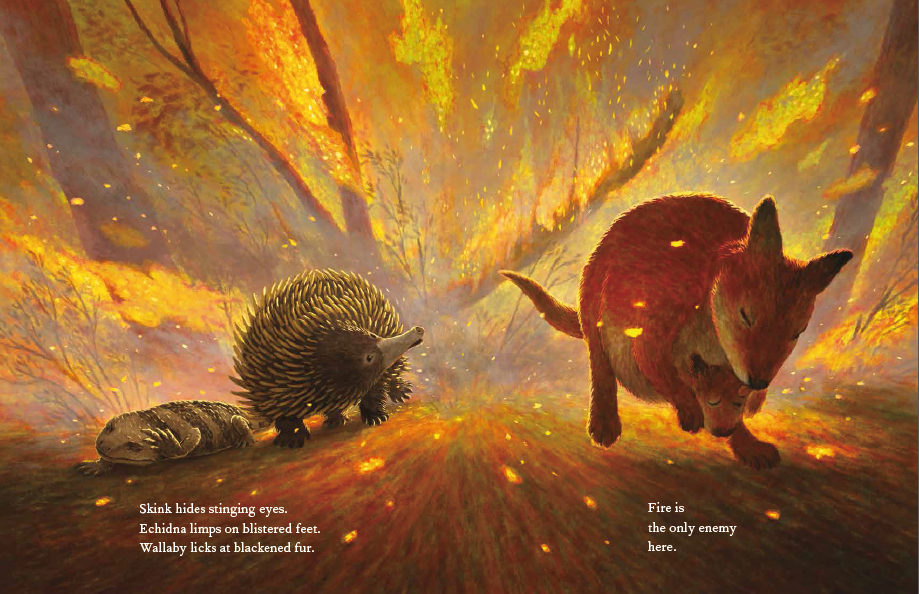 Skink hides stinging eyes.
Echidna limps on blistered feet.
Wallaby licks at blackened fur.
Fire is
the only enemy
here.